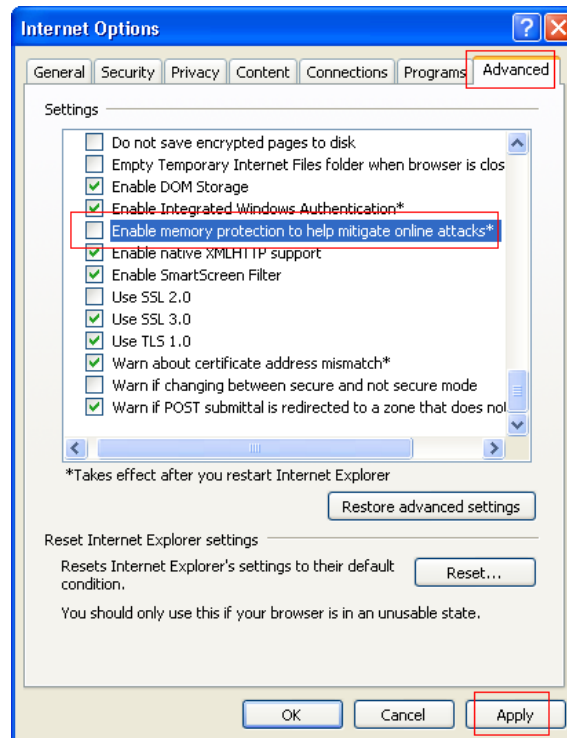 Internet Options
General Security Privacy Content Connections Programs Advanced
Settings
Do not save encrypted pages to disk
Empty Temporary Internet Files folder when browser is clos
Enable DOM Storage
Enable Integrated Windows Authentication*
Enable memory protection to help mitigate online attacks*
Enable native XMLHTTP support
Enable SmartScreen Filter
Use SSL 2.0
Use SSL 3.0
Use TLS 1.0
Warn about certificate address mismatch*
Warn if changing between secure and not secure mode
Warn if POST submittal is redirected to a zone that does not
*Takes effect after you restart Internet Explorer
Restore advanced settings
Reset Internet Explorer settings
Resets Internet Explorer's settings to their default
condition.
Reset...
You should only use this if your browser is in an unusable state.
OK Cancel Apply